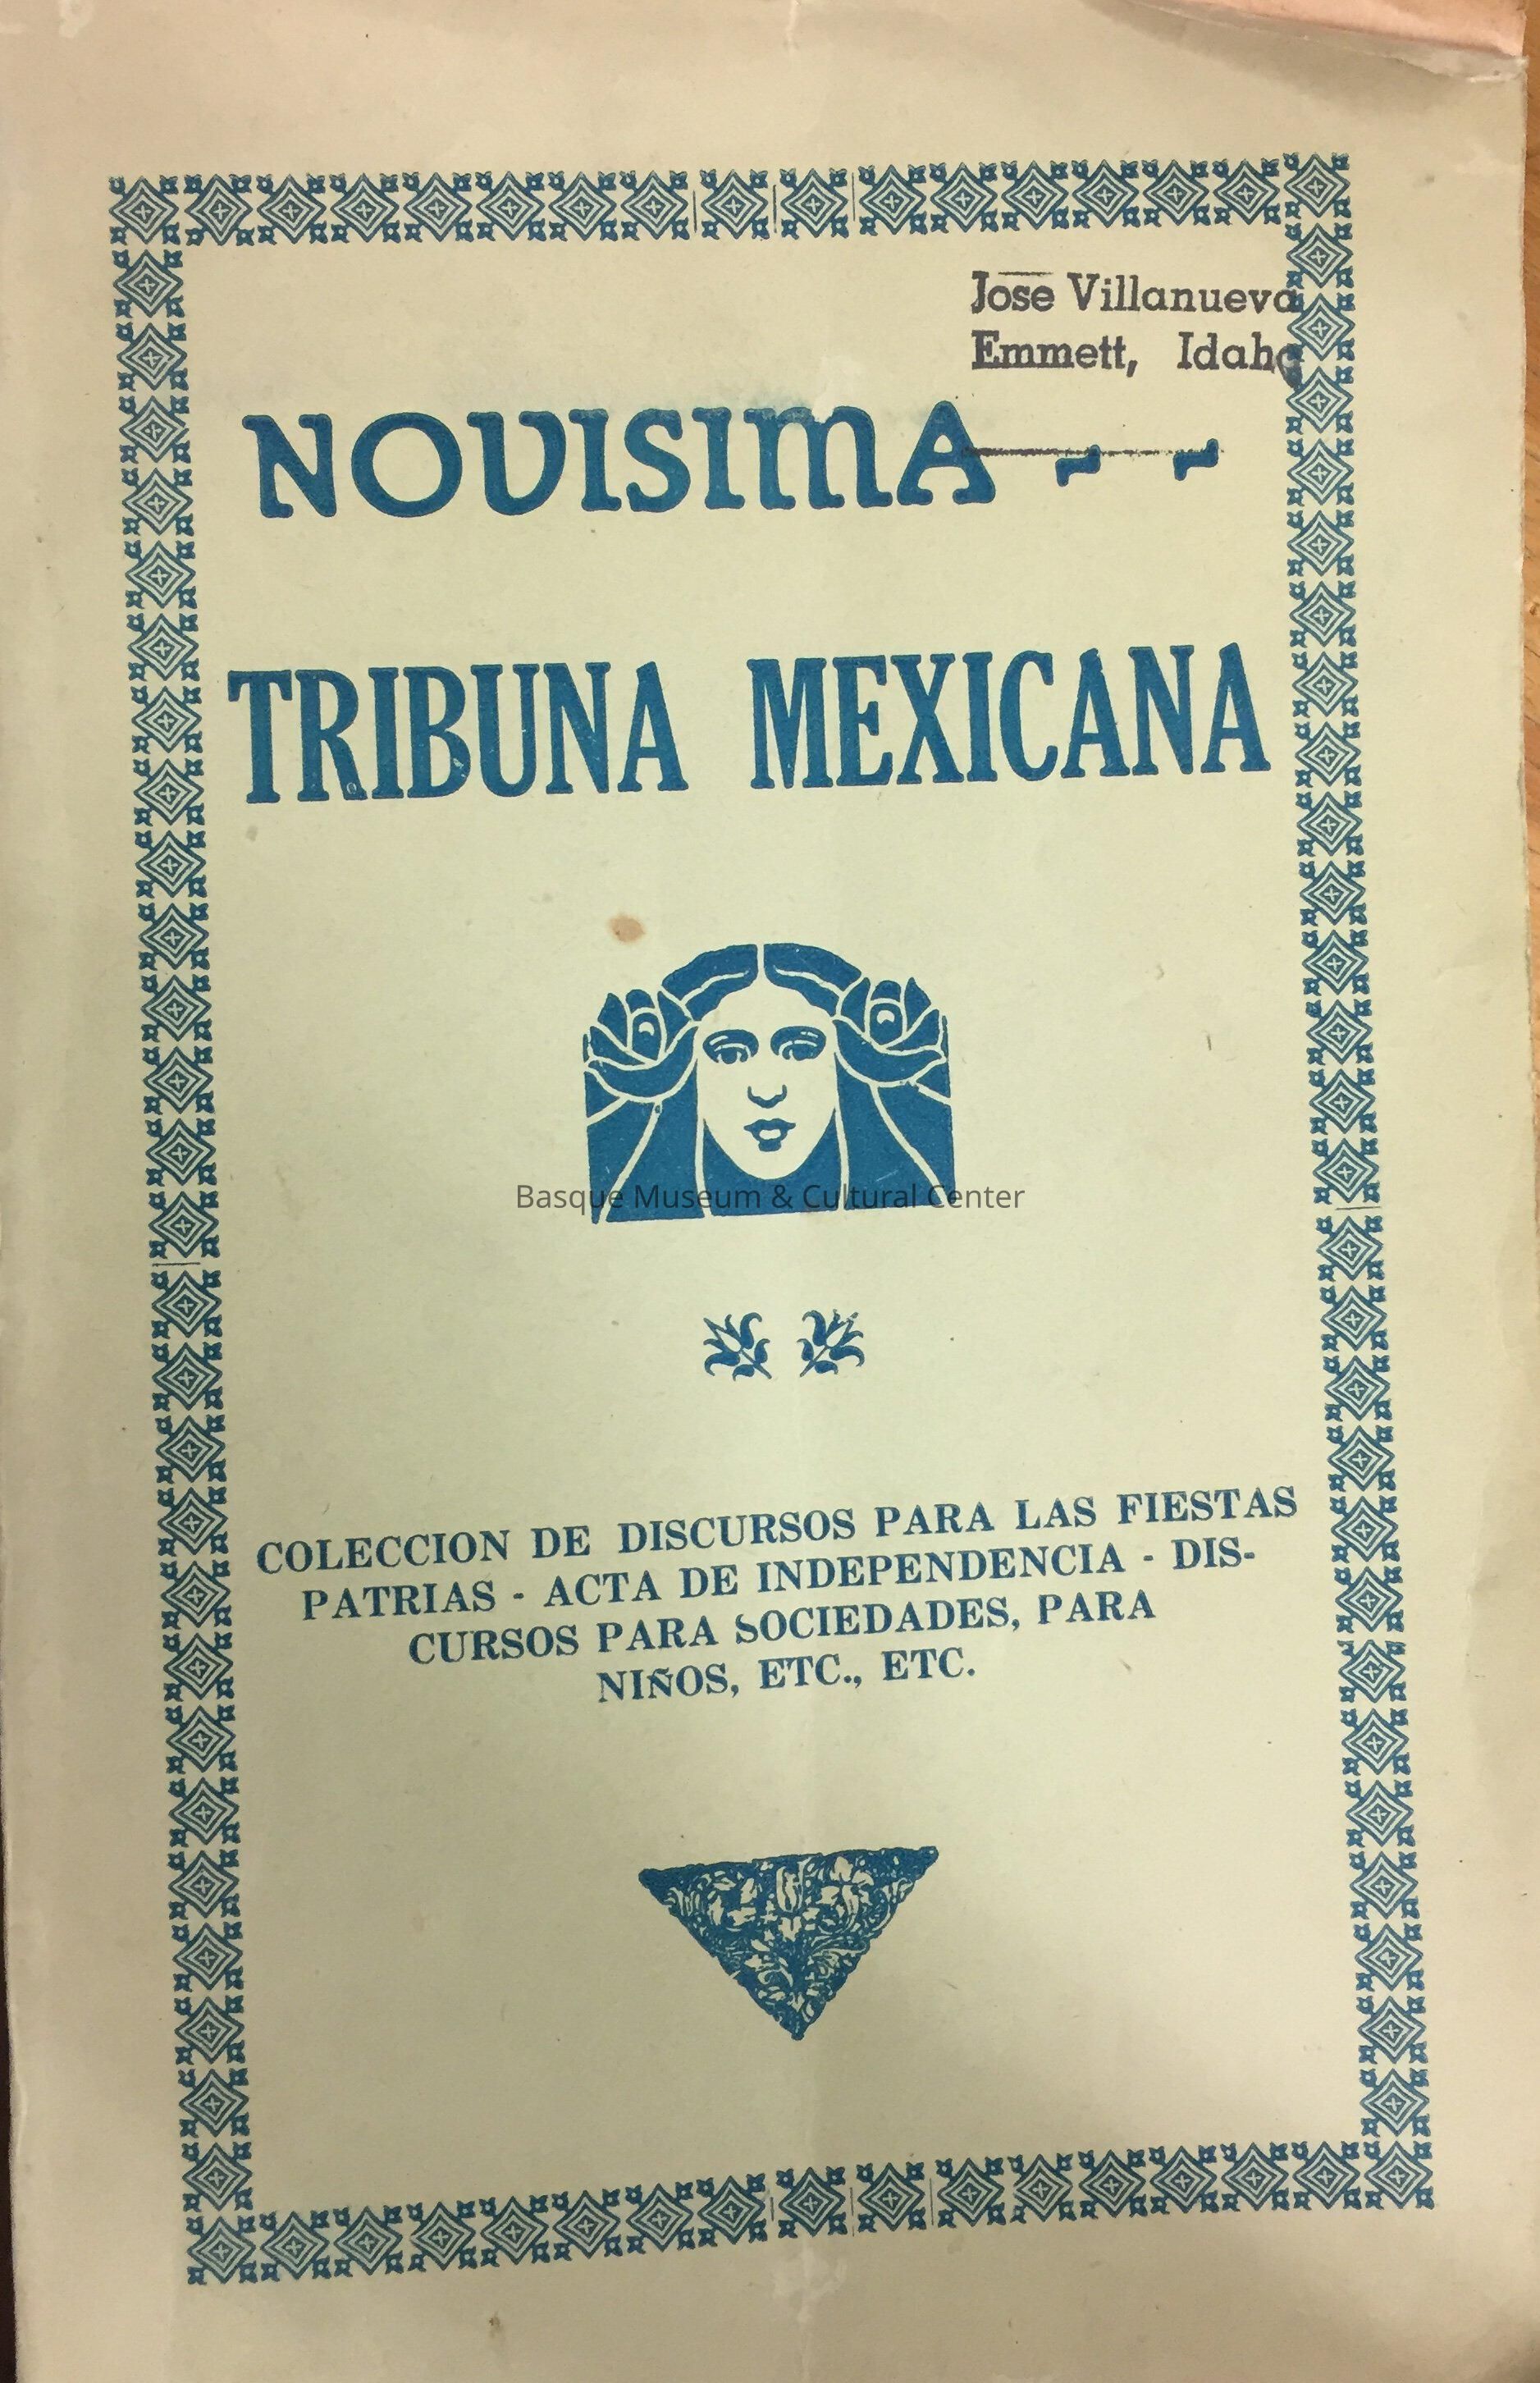 Jose Villanueva
Emmett, Idaho
NOVISIMA
TRIBUNA MEXICANA
Basque Museum & Cultural Center
COLECCION DE DISCURSOS PARA LAS FIESTAS
PATRIAS - ACTA DE INDEPENDENCIA - DIS-
CURSOS PARA SOCIEDADES, PARA
NIÑOS, ETC., ETC.